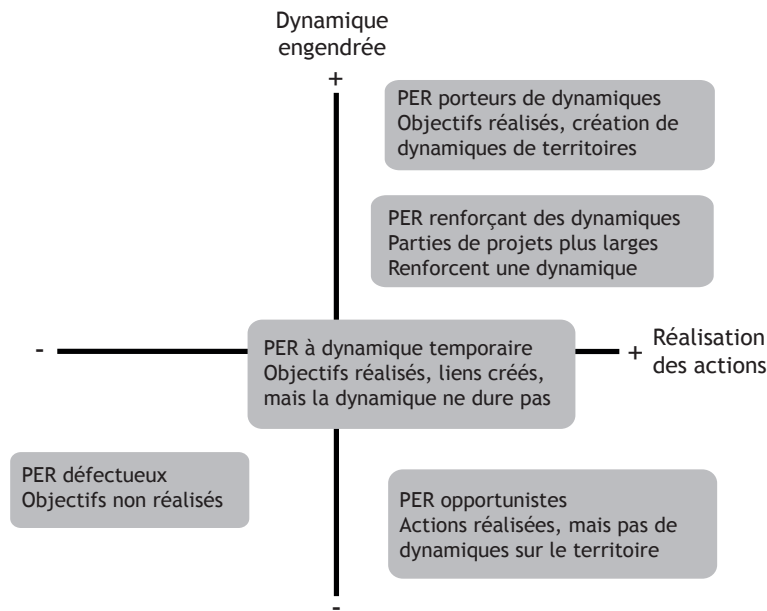 Dynamique
engendrée
+
PER porteurs de dynamiques
Objectifs réalisés, création de
dynamiques de territoires
PER renforçant des dynamiques
Parties de projets plus larges
Renforcent une dynamique
-
PER à dynamique temporaire
Objectifs réalisés, liens créés,
mais la dynamique ne dure pas
+ Réalisation
des actions
PER défectueux
Objectifs non réalisés
PER opportunistes
Actions réalisées, mais pas de
dynamiques sur le territoire
-